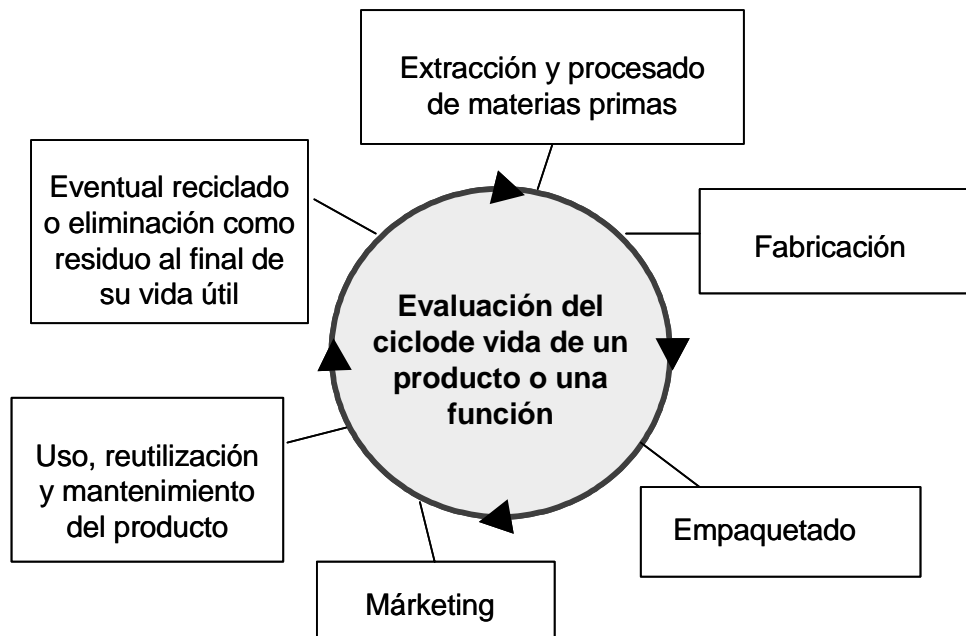 Extracción y procesado
de materias primas
Eventual reciclado
o eliminación como
residuo al final de
su vida útil
Fabricación
Evaluación del
ciclode vida de un
producto o una
función
Uso, reutilización
y mantenimiento
del producto
Empaquetado
Márketing